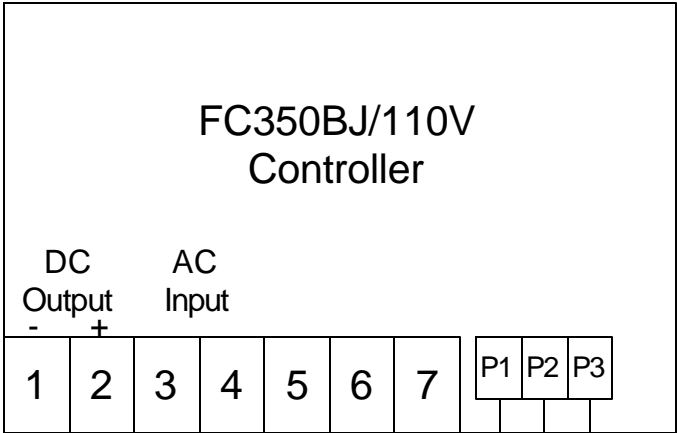 FC350BJ/110V
Controller
DC AC
Output Input
- +
1 2 3 4 5 6 7 P1 P2 P3